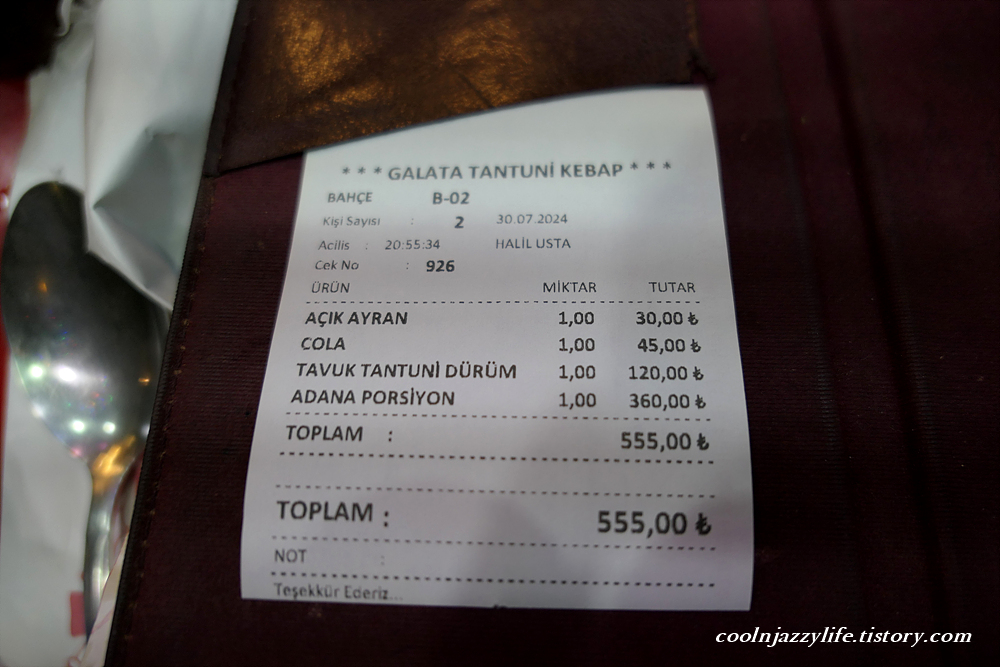 * * * GALATA TANTUNİ KEBAP * * *
BAHÇE B-02
Kişi Sayısı : 2 30.07.2024
Acilis : 20:55:34 HALİL USTA
Cek No : 926
ÜRÜN MİKTAR TUTAR
AÇIK AYRAN 1,00 30,00 ₺
COLA 1,00 45,00 ₺
TAVUK TANTUNİ DÜRÜM 1,00 120,00 ₺
ADANA PORSİYON 1,00 360,00 ₺
TOPLAM : 555,00 ₺
TOPLAM : 555,00 ₺
NOT :
Teşekkür Ederiz...
coolnjazzylife.tistory.com